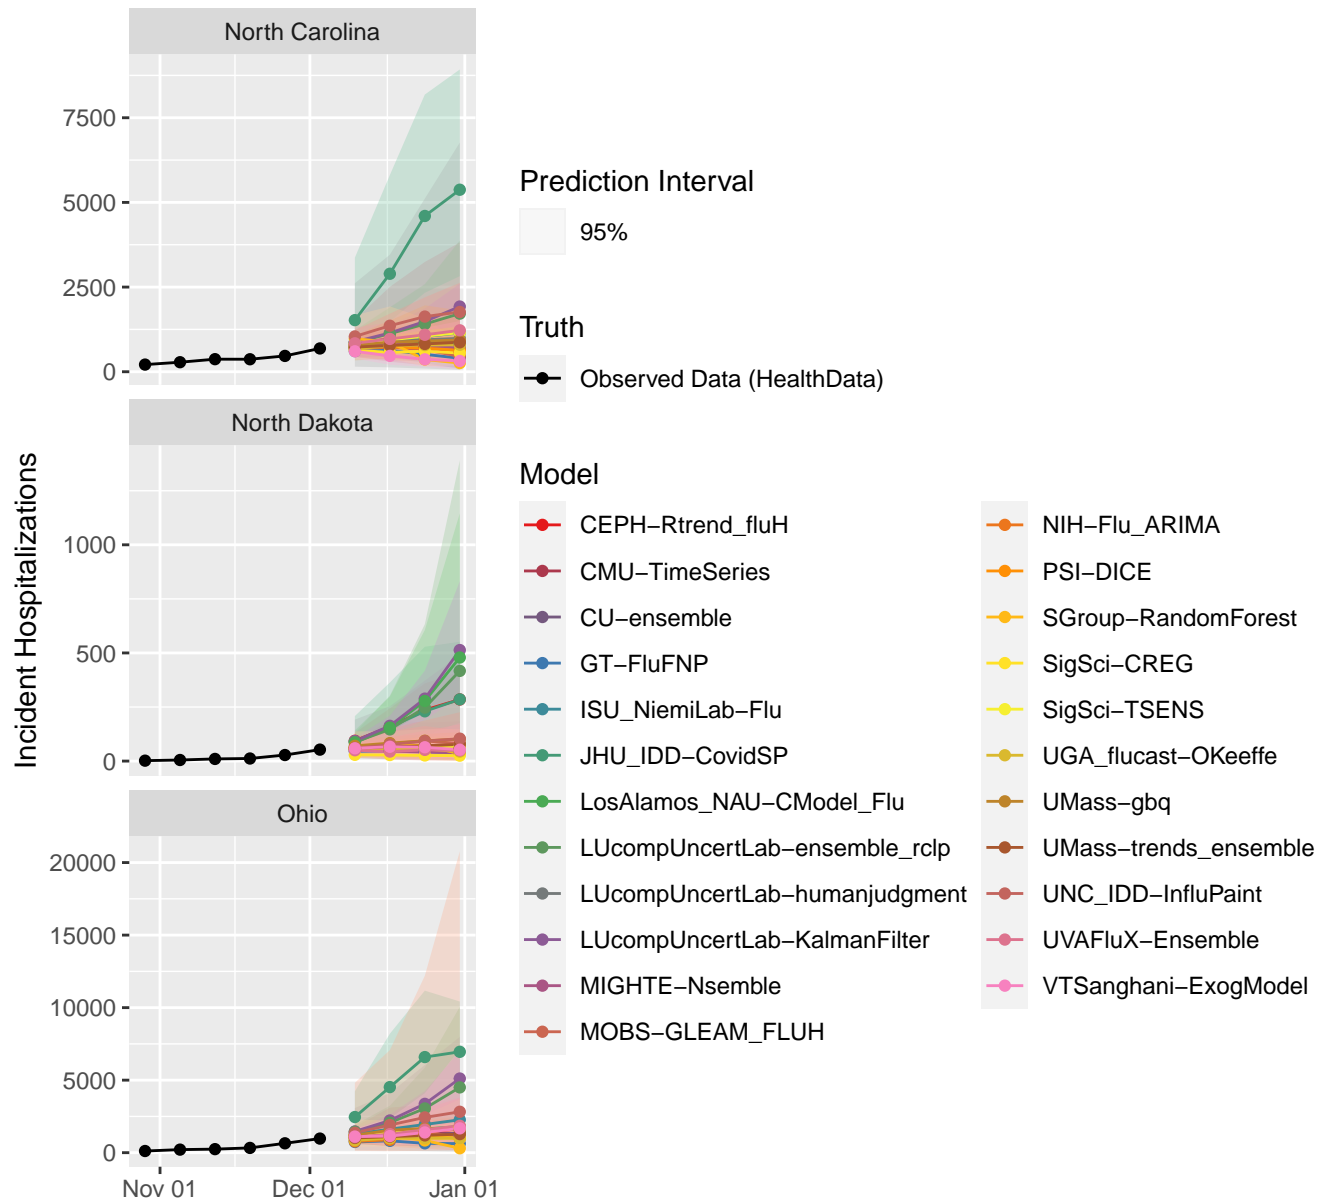 North Carolina
7500
5000
2500
0
North Dakota
1000
500
0
Ohio
20000
15000
10000
5000
0
Nov 01
Dec 01
Jan 01
Incident Hospitalizations
Prediction Interval
95%
Truth
Observed Data (HealthData)
Model
CEPH−Rtrend_fluH
CMU−TimeSeries
CU−ensemble
GT−FluFNP
ISU_NiemiLab−Flu
JHU_IDD−CovidSP
LosAlamos_NAU−CModel_Flu
LUcompUncertLab−ensemble_rclp
LUcompUncertLab−humanjudgment
LUcompUncertLab−KalmanFilter
MIGHTE−Nsemble
MOBS−GLEAM_FLUH
NIH−Flu_ARIMA
PSI−DICE
SGroup−RandomForest
SigSci−CREG
SigSci−TSENS
UGA_flucast−OKeeffe
UMass−gbq
UMass−trends_ensemble
UNC_IDD−InfluPaint
UVAFluX−Ensemble
VTSanghani−ExogModel